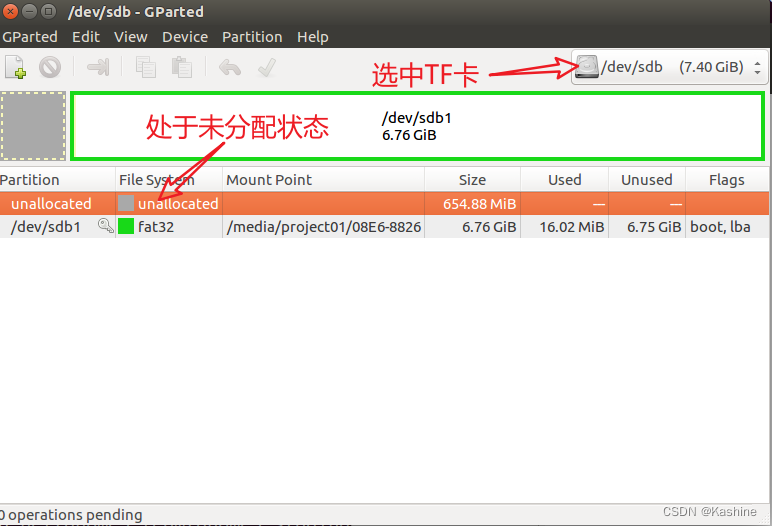 /dev/sdb - GParted
GParted Edit View Device Partition Help
选中TF卡
/dev/sdb (7.40 GiB)
处于未分配状态
/dev/sdb1
6.76 GiB
Partition File System Mount Point Size Used Unused Flags
unallocated unallocated 654.88 MiB — —
/dev/sdb1 fat32 /media/project01/08E6-8826 6.76 GiB 16.02 MiB 6.75 GiB boot, lba
0 operations pending
CSDN @Kashine